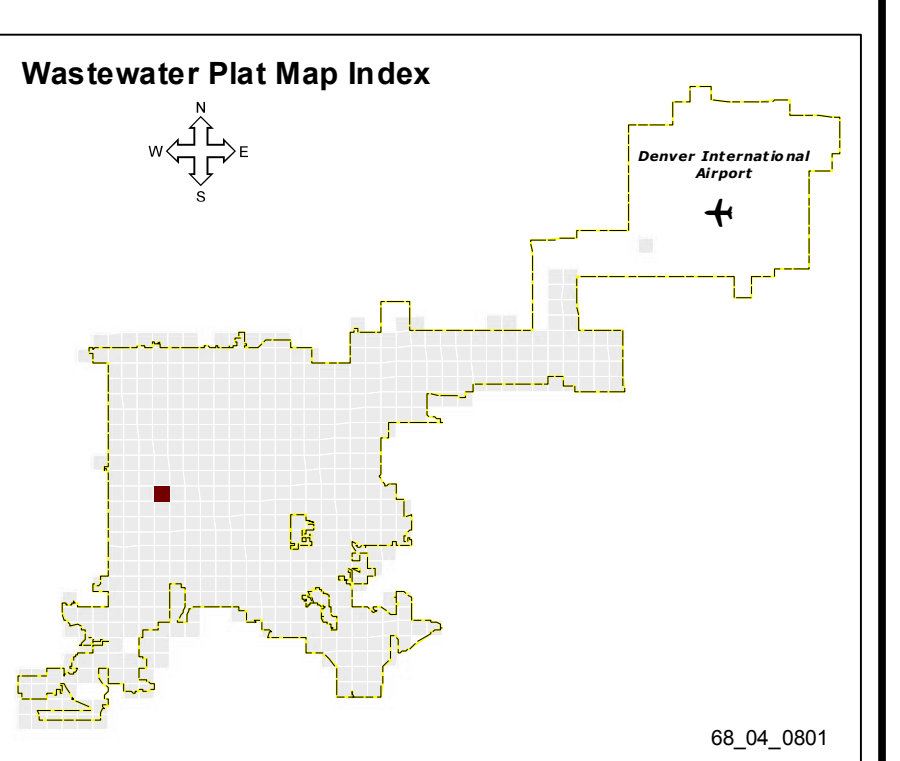 Wastewater Plat Map Index
N
W E
S
Denver International
Airport
68_04_0801